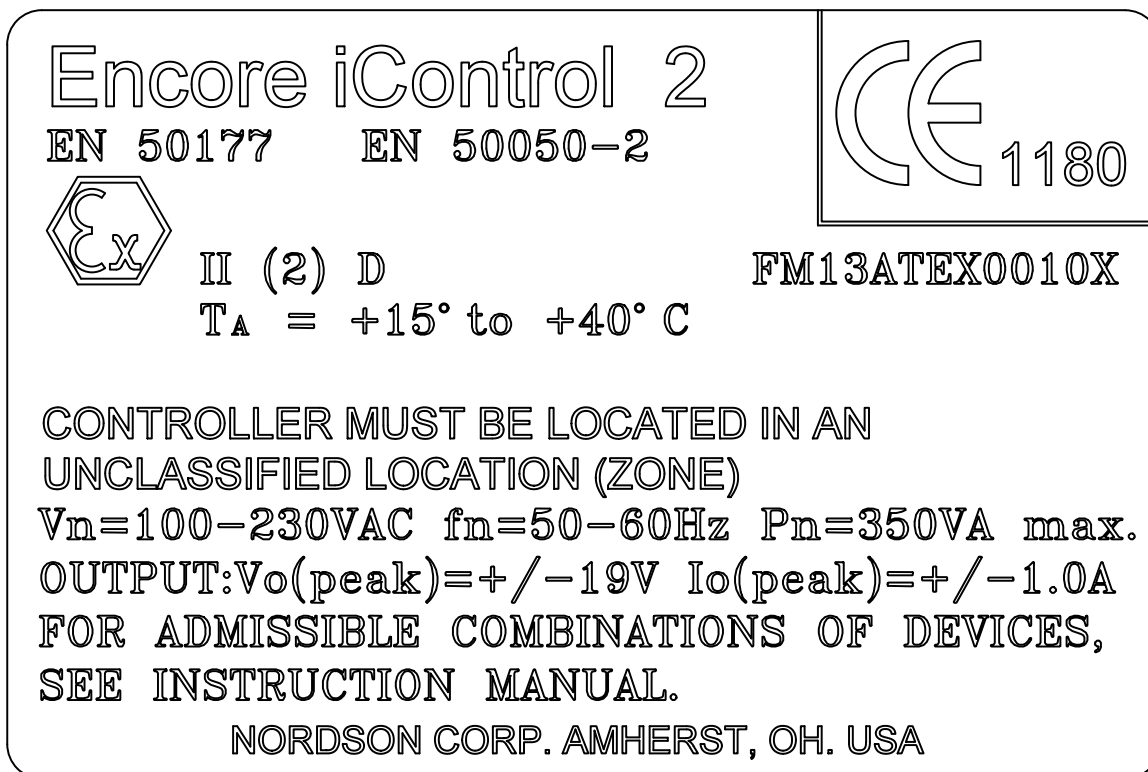 Encore iControl 2
EN 50177 EN 50050-2
CE 1180
Ex
II (2) D FM13ATEX0010X
TA = +15° to +40° C
CONTROLLER MUST BE LOCATED IN AN
UNCLASSIFIED LOCATION (ZONE)
Vn=100-230VAC fn=50-60Hz Pn=350VA max.
OUTPUT:Vo(peak)=+/-19V Io(peak)=+/-1.0A
FOR ADMISSIBLE COMBINATIONS OF DEVICES,
SEE INSTRUCTION MANUAL.
NORDSON CORP. AMHERST, OH. USA